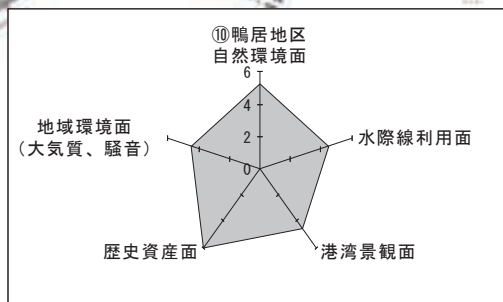 ⑩鴨居地区
自然環境面
6
4
2
0
地域環境面
（大気質、騒音）
水際線利用面
歴史資産面
港湾景観面